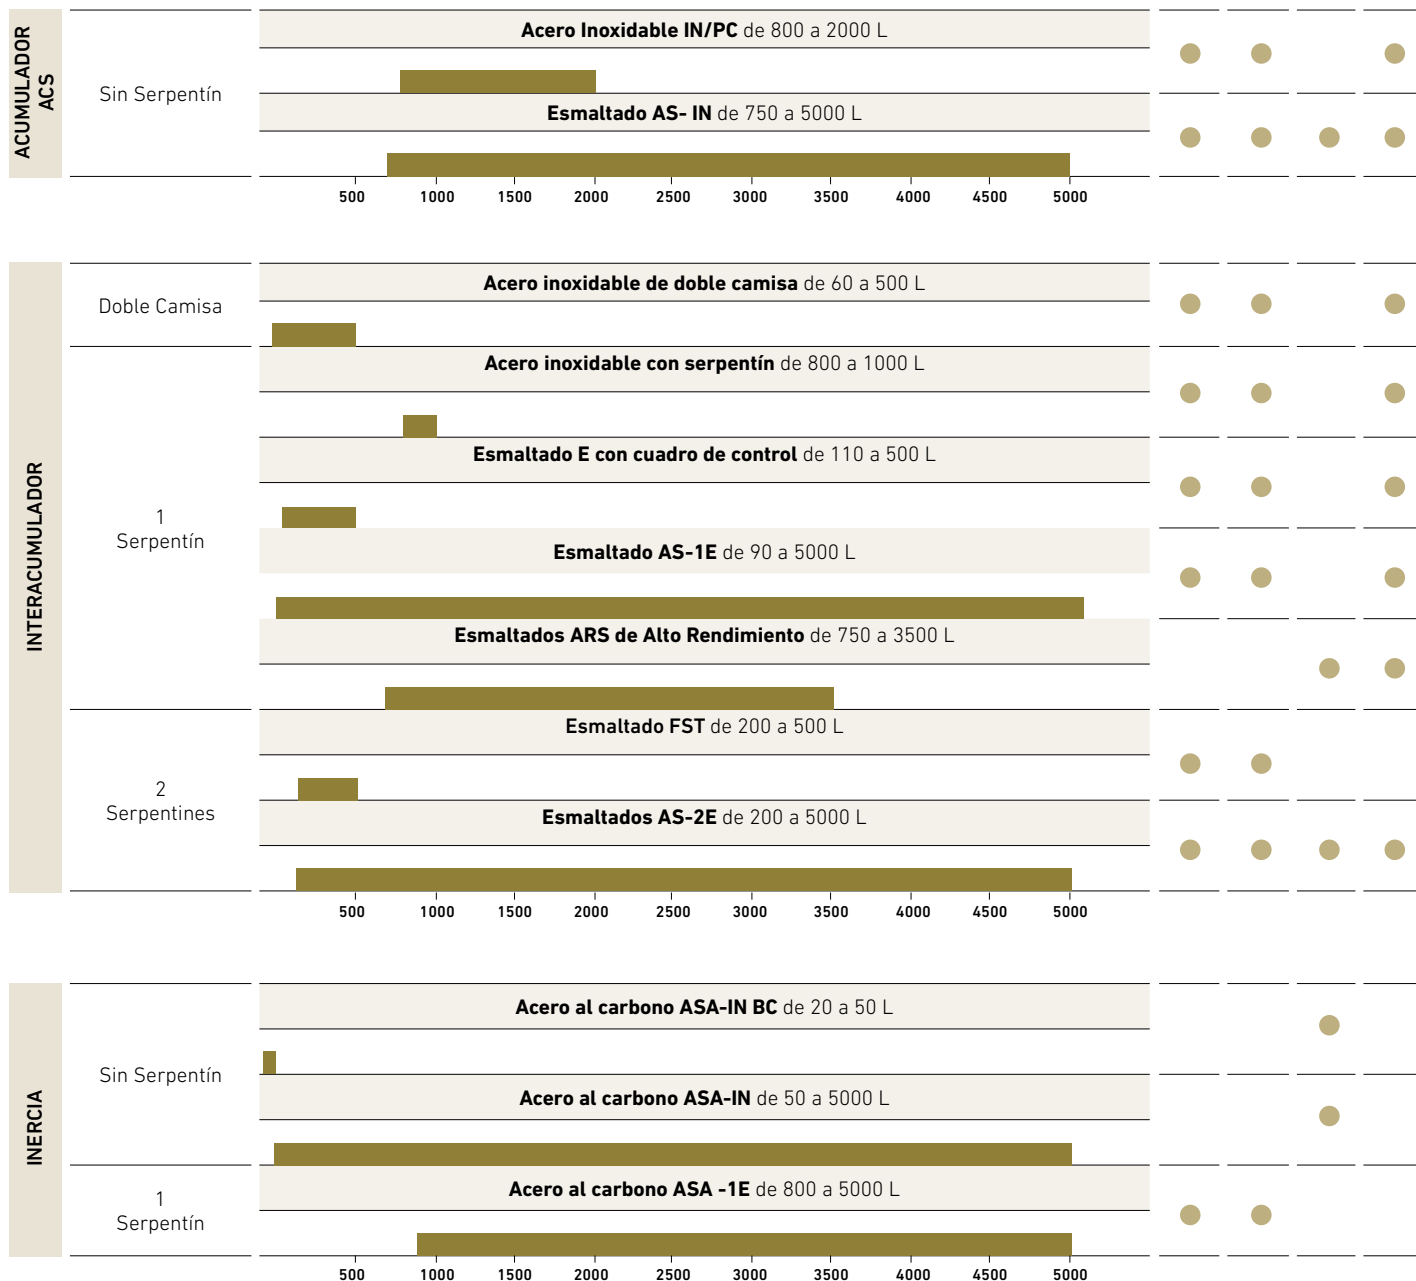 ACUMULADOR
ACS
Sin Serpentín
Acero Inoxidable IN/PC de 800 a 2000 L
Esmaltado AS- IN de 750 a 5000 L
500 1000 1500 2000 2500 3000 3500 4000 4500 5000
INTERACUMULADOR
Doble Camisa
Acero inoxidable de doble camisa de 60 a 500 L
1
Serpentín
Acero inoxidable con serpentín de 800 a 1000 L
Esmaltado E con cuadro de control de 110 a 500 L
Esmaltado AS-1E de 90 a 5000 L
Esmaltados ARS de Alto Rendimiento de 750 a 3500 L
2
Serpentines
Esmaltado FST de 200 a 500 L
Esmaltados AS-2E de 200 a 5000 L
500 1000 1500 2000 2500 3000 3500 4000 4500 5000
INERCIA
Sin Serpentín
Acero al carbono ASA-IN BC de 20 a 50 L
Acero al carbono ASA-IN de 50 a 5000 L
1
Serpentín
Acero al carbono ASA -1E de 800 a 5000 L
500 1000 1500 2000 2500 3000 3500 4000 4500 5000